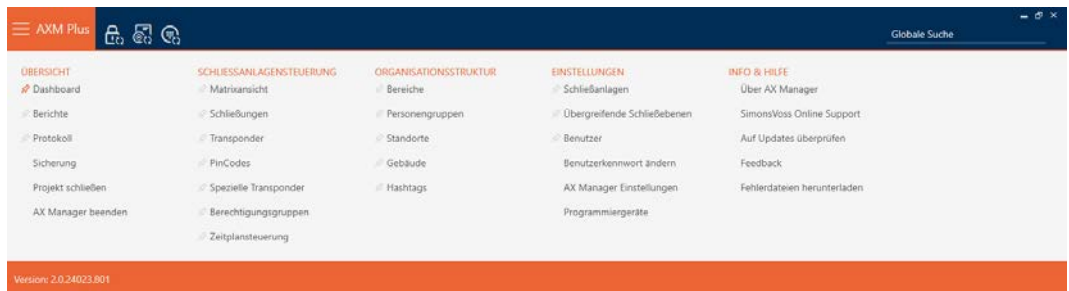 AXM Plus
Globale Suche
ÜBERSICHT
Dashboard
Berichte
Protokoll
Sicherung
Projekt schließen
AX Manager beenden
SCHLIESSANLAGENSTEUERUNG
Matrixansicht
Schließungen
Transponder
PinCodes
Spezielle Transponder
Berechtigungsgruppen
Zeitplansteuerung
ORGANISATIONSSTRUKTUR
Bereiche
Personengruppen
Standorte
Gebäude
Hashtags
EINSTELLUNGEN
Schließanlagen
Übergreifende Schließebenen
Benutzer
Benutzerkennwort ändern
AX Manager Einstellungen
Programmiergeräte
INFO & HILFE
Über AX Manager
SimonsVoss Online Support
Auf Updates überprüfen
Feedback
Fehlerdateien herunterladen
Version: 2.0.24023.801